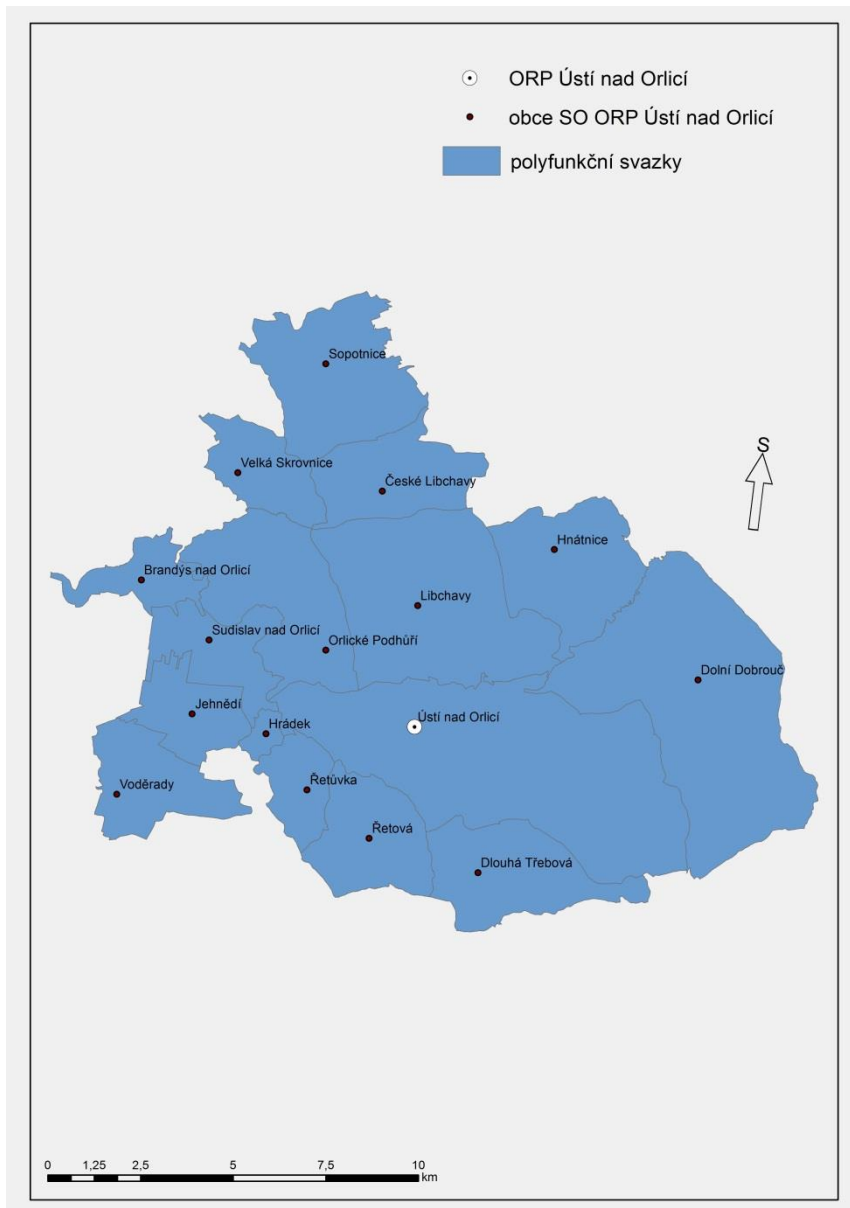 ORP Ústí nad Orlicí
obce SO ORP Ústí nad Orlicí
polyfunkční svazky
Sopotnice
S
Velká Skrovnice
České Libchavy
Hnátnice
Brandýs nad Orlicí
Libchavy
Sudislav nad Orlicí
Orlické Podhůří
Dolní Dobrouč
Jehnědí
Hrádek
Ústí nad Orlicí
Řetůvka
Voděrady
Řetová
Dlouhá Třebová
0 1,25 2,5 5 7,5 10
km